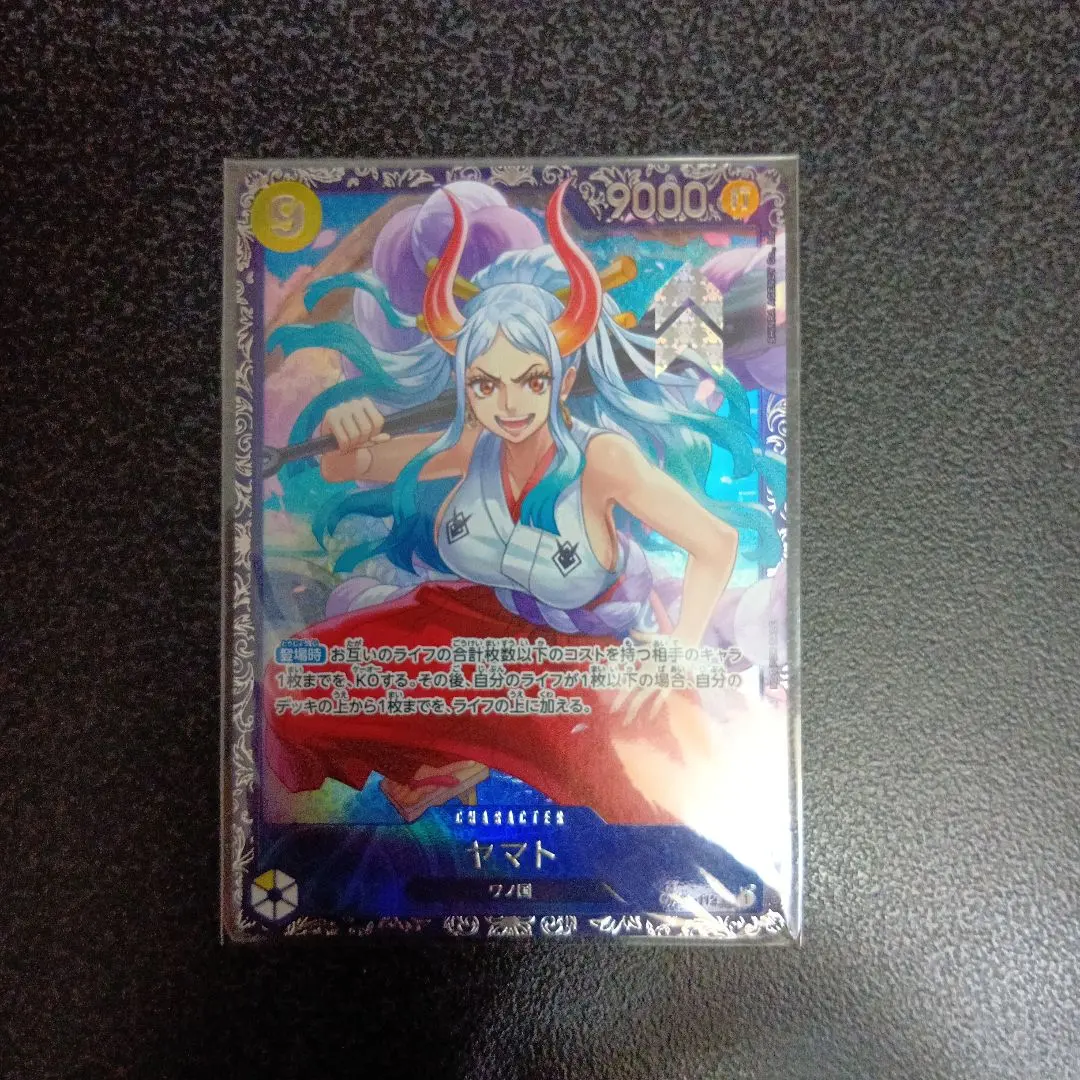 9
9000
登場時 お互いのライフの合計枚数以下のコストを持つ相手のキャラ
1枚までを、KOする。その後、自分のライフが1枚以下の場合、自分の
デッキの上から1枚までを、ライフの上に加える。
CHARACTER
ヤマト
ワノ国